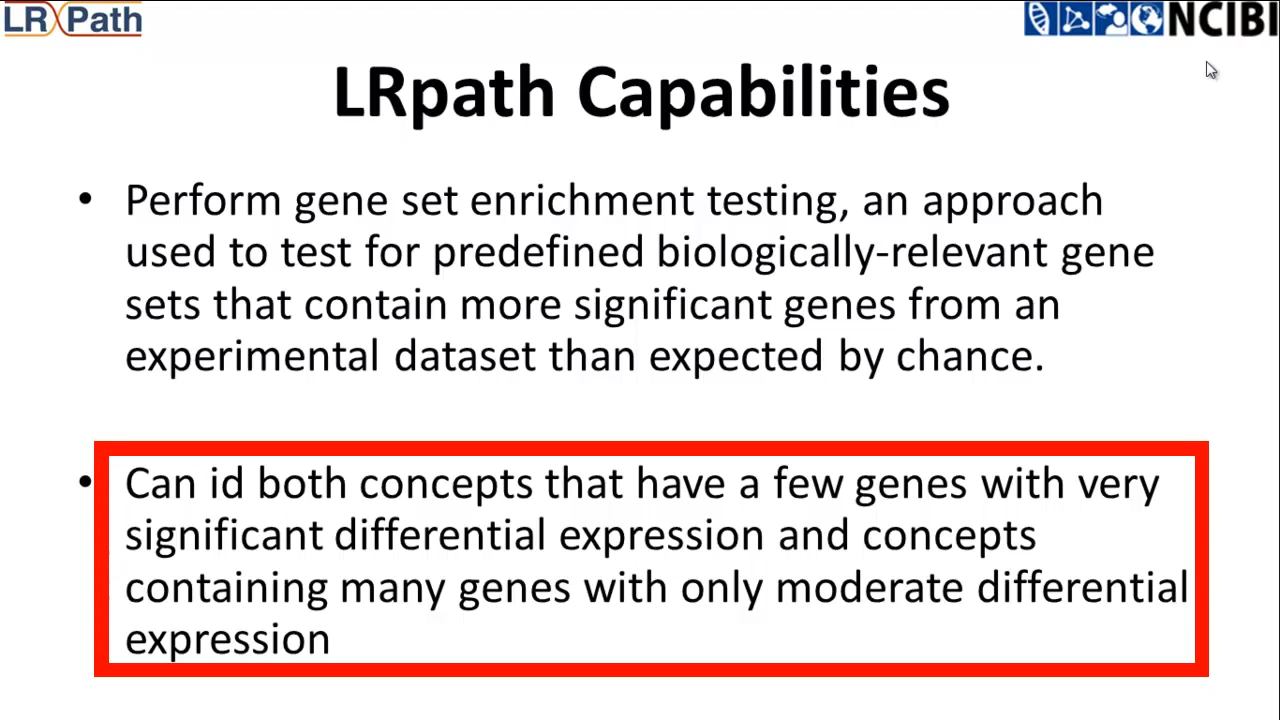 LRPath
NCIBI
LRpath Capabilities
• Perform gene set enrichment testing, an approach
used to test for predefined biologically-relevant gene
sets that contain more significant genes from an
experimental dataset than expected by chance.
• Can id both concepts that have a few genes with very
significant differential expression and concepts
containing many genes with only moderate differential
expression